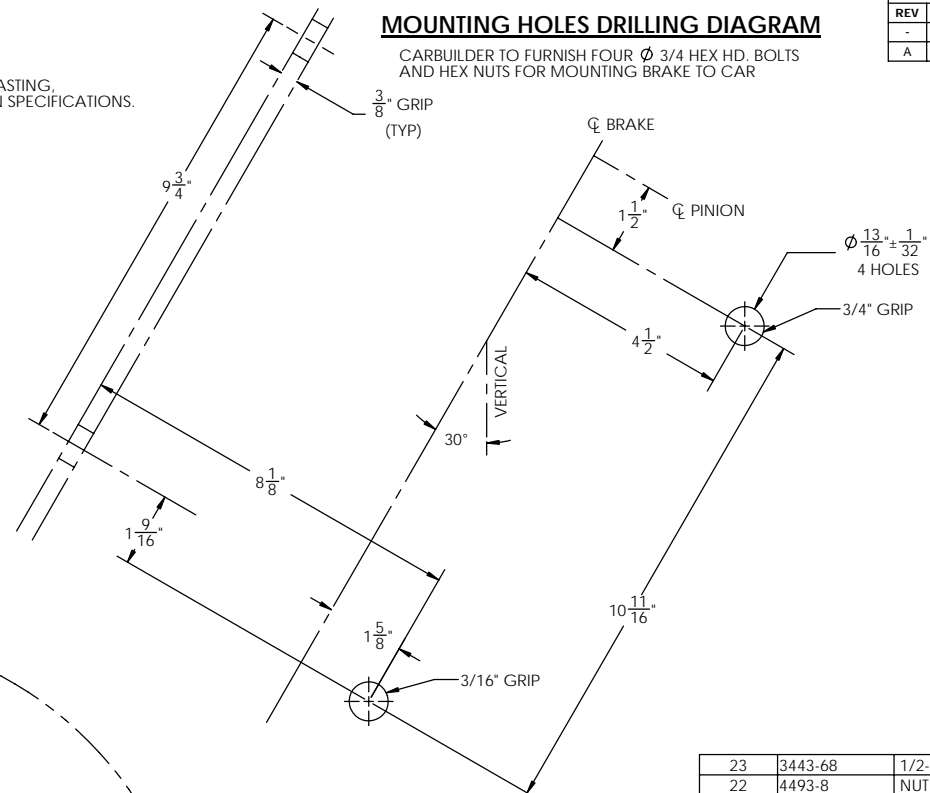 MOUNTING HOLES DRILLING DIAGRAM
CARBUILDER TO FURNISH FOUR Ø 3/4 HEX HD. BOLTS
AND HEX NUTS FOR MOUNTING BRAKE TO CAR
REV
-
A
ASTING,
SPECIFICATIONS.
3/8" GRIP
(TYP)
℄ BRAKE
9 3/4"
1 1/2"
℄ PINION
Ø 13/16" ± 1/32"
4 HOLES
3/4" GRIP
4 1/2"
VERTICAL
30°
8 1/8"
1 9/16"
10 11/16"
1 5/8"
3/16" GRIP
23 3443-68 1/2-
22 4493-8 NUT